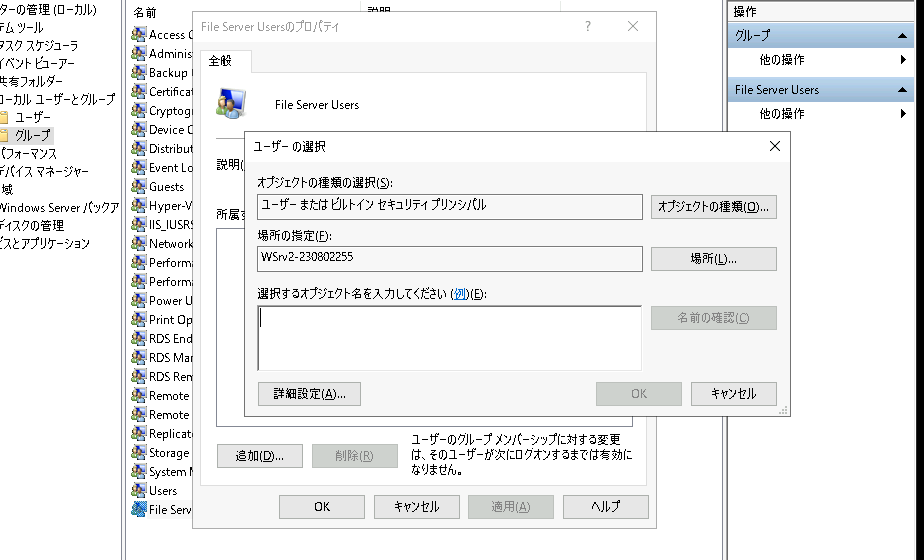 ターの管理 (ローカル)
テム ツール
タスク スケジューラ
イベント ビューアー
共有フォルダー
ローカル ユーザーとグループ
ユーザー
グループ
パフォーマンス
デバイス マネージャー
域
Windows Server バックア
ディスクの管理
ビスとアプリケーション
名前
説明
Access C
Adminis
Backup
Certificat
Cryptog
Device C
Distribut
Event Lo
Guests
Hyper-V
IIS_IUSRS
Network
Performa
Performa
Power U
Print Op
RDS End
RDS Mar
RDS Rem
Remote
Remote
Replicat
Storage
System M
Users
File Serv
File Server Usersのプロパティ
?
全般
File Server Users
説明(
所属す
追加(D)...
削除(R)
ユーザーのグループ メンバーシップに対する変更
は、そのユーザーが次にログオンするまでは有効に
なりません。
OK
キャンセル
適用(A)
ヘルプ
ユーザー の選択
オブジェクトの種類の選択(S):
ユーザー または ビルトイン セキュリティ プリンシパル
オブジェクトの種類(O)...
場所の指定(F):
WSrv2-230802255
場所(L)...
選択するオブジェクト名を入力してください (例)(E):
名前の確認(C)
詳細設定(A)...
OK
キャンセル
操作
グループ
他の操作
File Server Users
他の操作